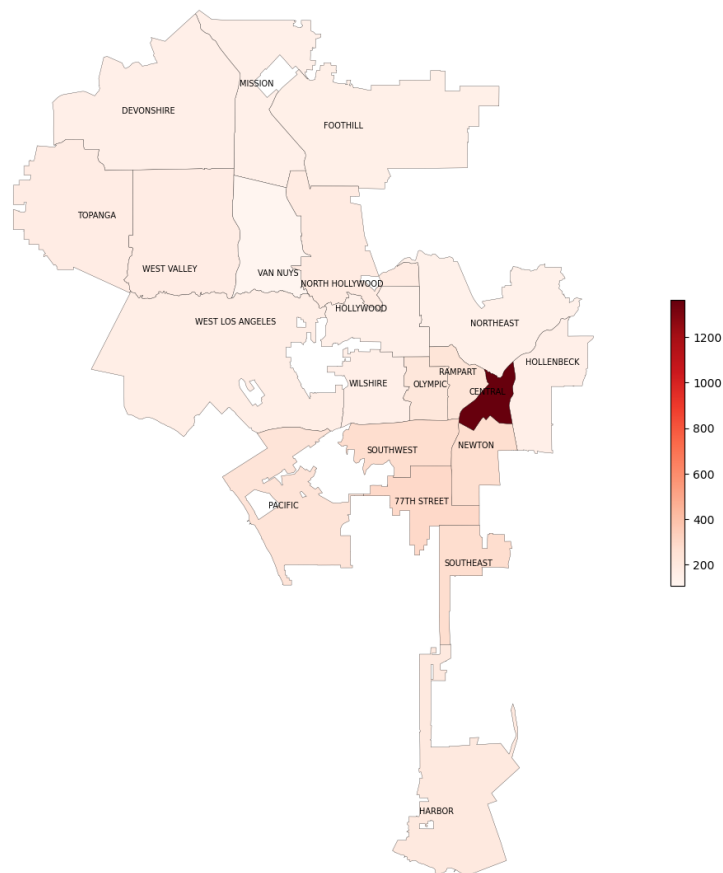 MISSION
DEVONSHIRE
FOOTHILL
TOPANGA
WEST VALLEY
VAN NUYS
NORTH HOLLYWOOD
HOLLYWOOD
WEST LOS ANGELES
NORTHEAST
HOLLENBECK
RAMPART
WILSHIRE
OLYMPIC
CENTRAL
NEWTON
SOUTHWEST
77TH STREET
PACIFIC
SOUTHEAST
HARBOR
1200
1000
800
600
400
200